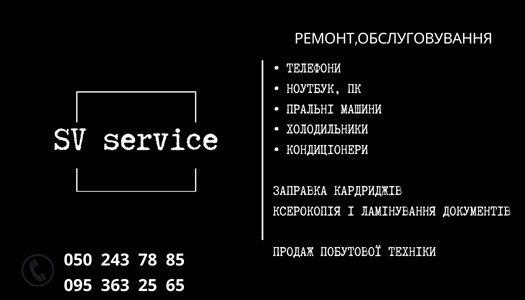 SV service
050 243 78 85
095 363 25 65
РЕМОНТ,ОБСЛУГОВУВАННЯ
• ТЕЛЕФОНИ
• НОУТБУК, ПК
• ПРАЛЬНІ МАШИНИ
• ХОЛОДИЛЬНИКИ
• КОНДИЦІОНЕРИ
ЗАПРАВКА КАРДРИДЖІВ
КСЕРОКОПІЯ І ЛАМІНУВАННЯ ДОКУМЕНТІВ
ПРОДАЖ ПОБУТОВОЇ ТЕХНІКИ